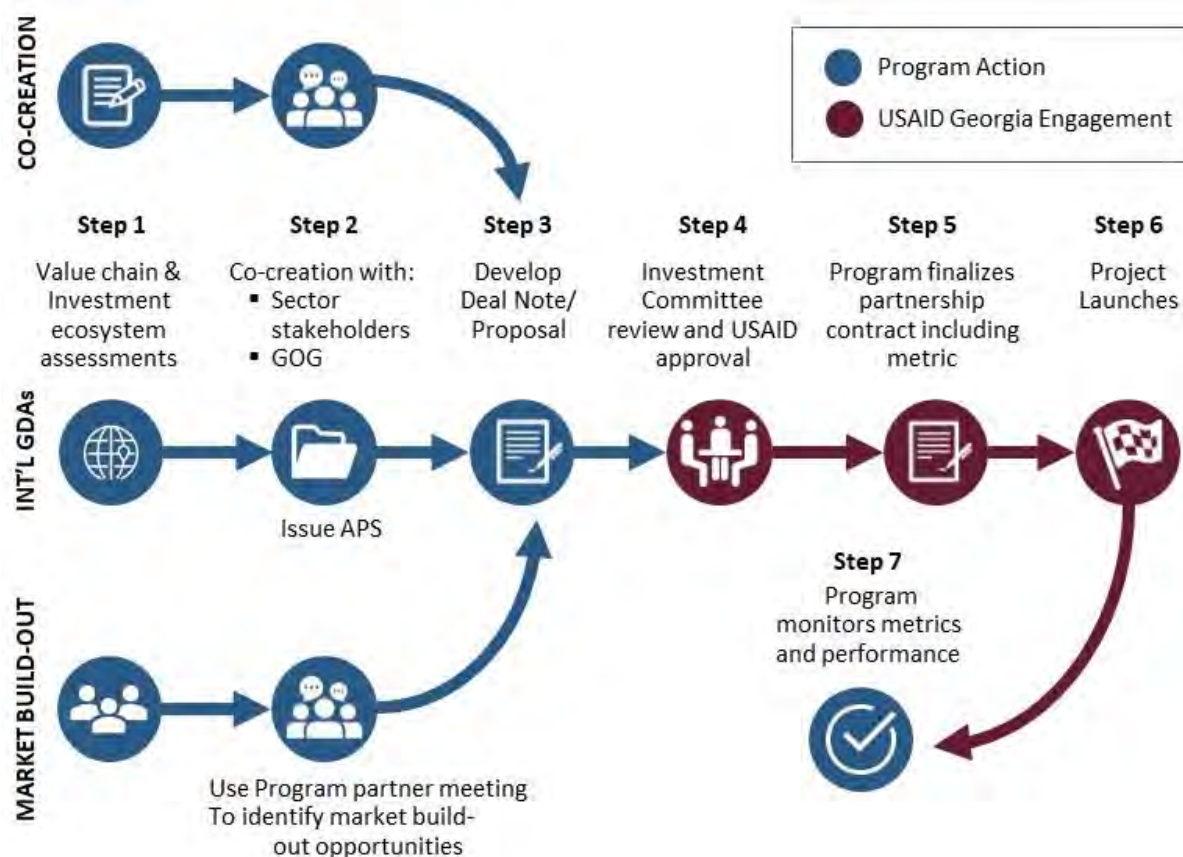 CO-CREATION
Program Action
USAID Georgia Engagement
Step 1
Value chain &
Investment
ecosystem
assessments
Step 2
Co-creation with:
▪ Sector
stakeholders
▪ GOG
Step 3
Develop
Deal Note/
Proposal
Step 4
Investment
Committee
review and USAID
approval
Step 5
Program finalizes
partnership
contract including
metric
Step 6
Project
Launches
INT'L GDAs
Issue APS
Step 7
Program
monitors metrics
and performance
MARKET BUILD-OUT
Use Program partner meeting
To identify market build-
out opportunities